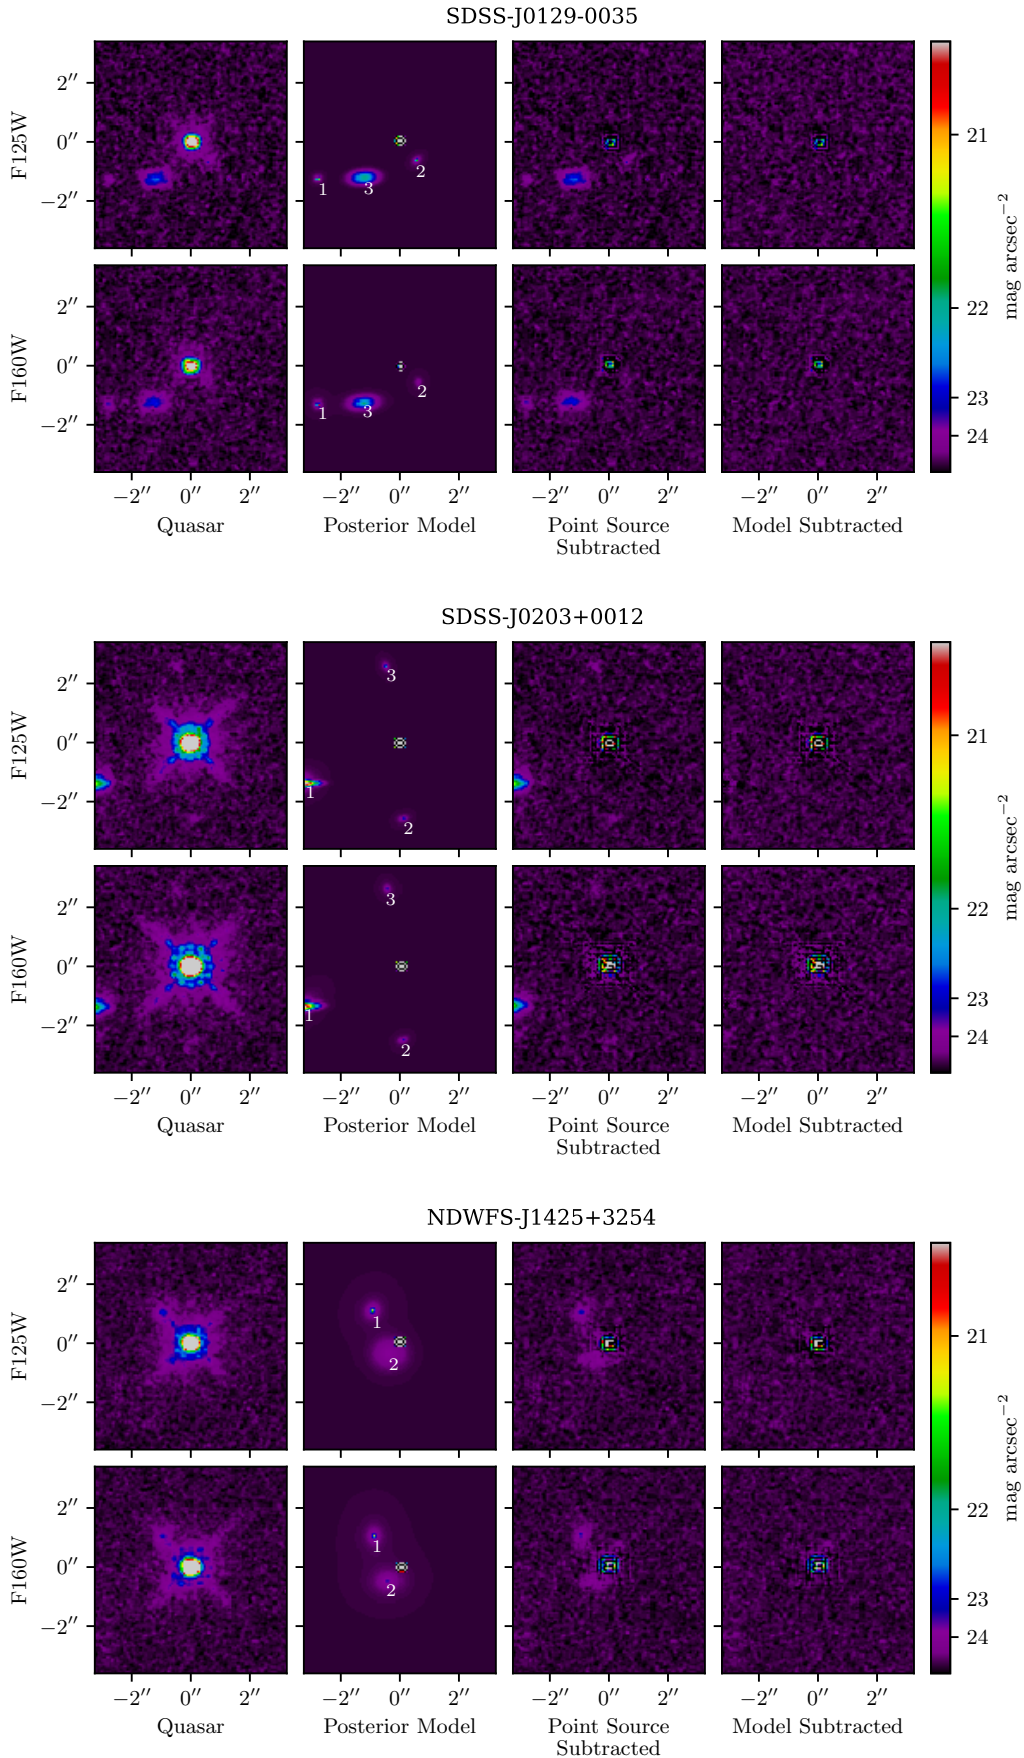 SDSS-J0129-0035
2″
0″
−2″
F125W
1
3
2
2″
0″
−2″
F160W
1
3
2
21
22
23
24
mag arcsec⁻²
−2″ 0″ 2″
−2″ 0″ 2″
−2″ 0″ 2″
−2″ 0″ 2″
Quasar
Posterior Model
Point Source
Subtracted
Model Subtracted
SDSS-J0203+0012
2″
0″
−2″
F125W
3
1
2
2″
0″
−2″
F160W
3
1
2
21
22
23
24
mag arcsec⁻²
−2″ 0″ 2″
−2″ 0″ 2″
−2″ 0″ 2″
−2″ 0″ 2″
Quasar
Posterior Model
Point Source
Subtracted
Model Subtracted
NDWFS-J1425+3254
2″
0″
−2″
F125W
1
2
2″
0″
−2″
F160W
1
2
21
22
23
24
mag arcsec⁻²
−2″ 0″ 2″
−2″ 0″ 2″
−2″ 0″ 2″
−2″ 0″ 2″
Quasar
Posterior Model
Point Source
Subtracted
Model Subtracted